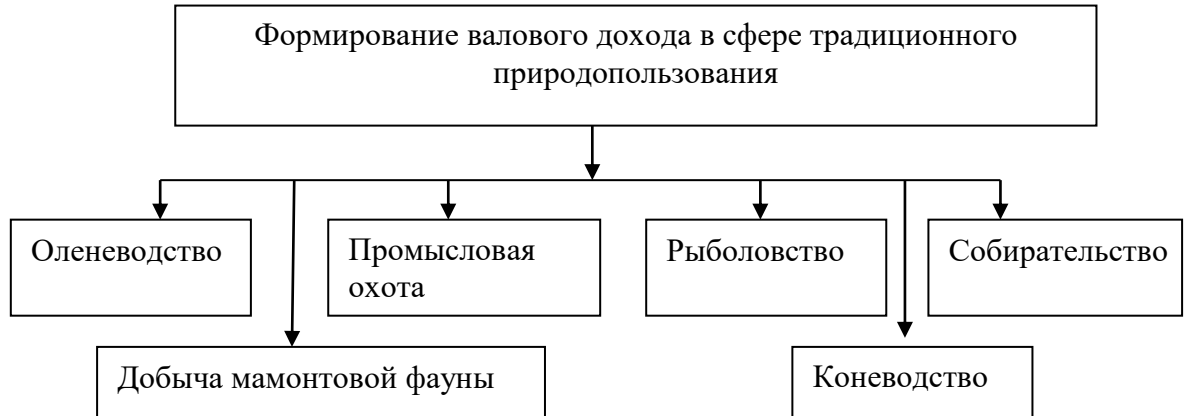 Формирование валового дохода в сфере традиционного
природопользования
Оленеводство
Промысловая
охота
Рыболовство
Собирательство
Добыча мамонтовой фауны
Коневодство